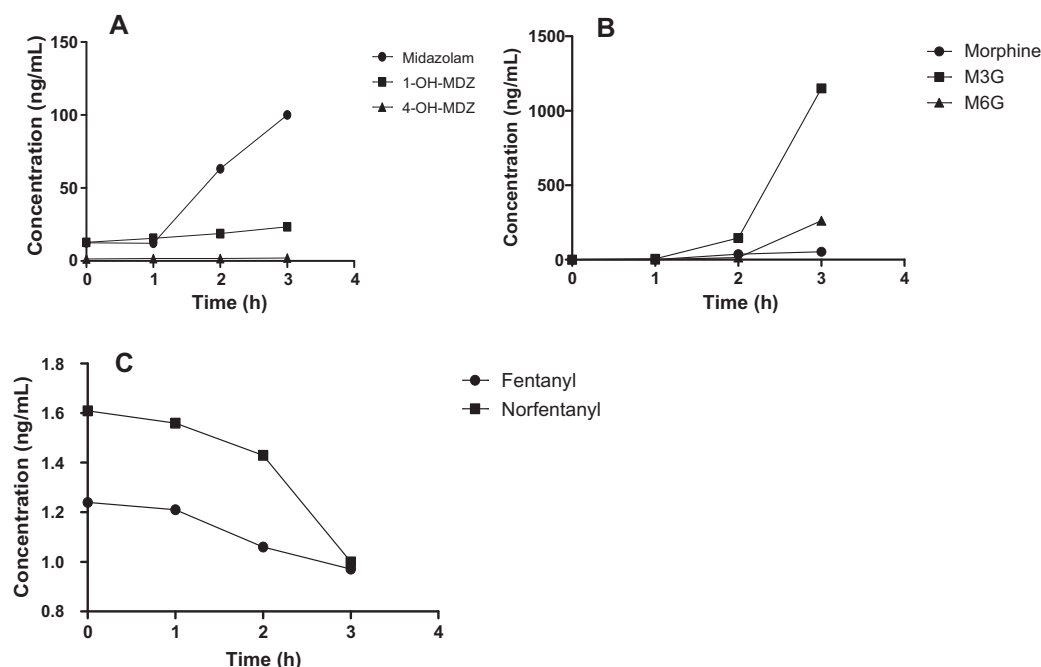 A
Concentration (ng/mL)
150
100
50
0
0 1 2 3 4
Time (h)
Midazolam
1-OH-MDZ
4-OH-MDZ
B
Concentration (ng/mL)
1500
1000
500
0
0 1 2 3 4
Time (h)
Morphine
M3G
M6G
C
Concentration (ng/mL)
1.8
1.6
1.4
1.2
1.0
0.8
0 1 2 3 4
Time (h)
Fentanyl
Norfentanyl